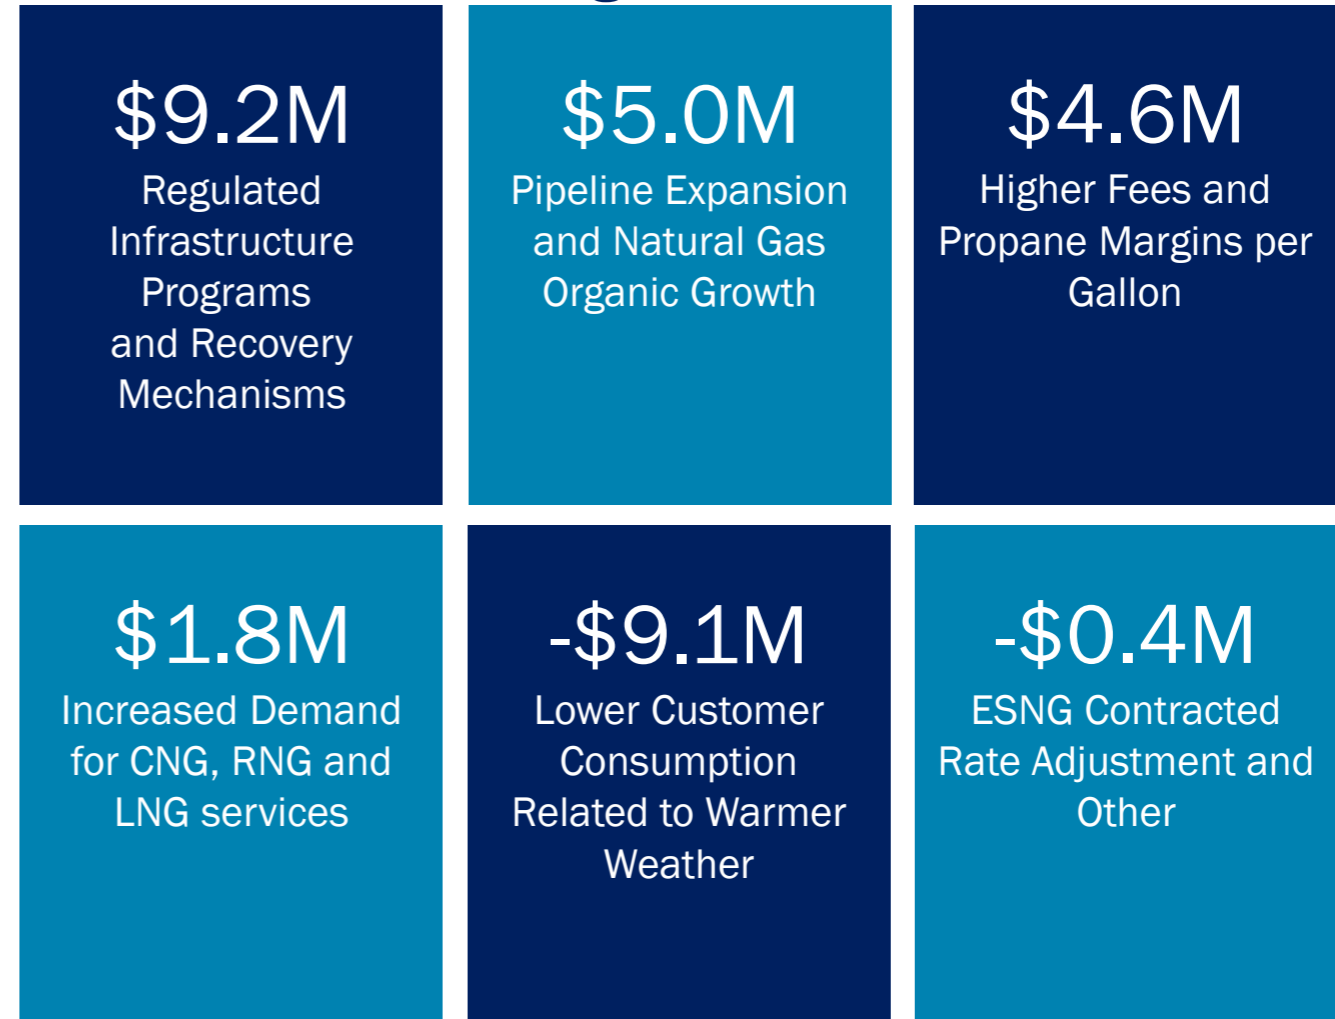 $9.2M
Regulated
Infrastructure
Programs
and Recovery
Mechanisms
$5.0M
Pipeline Expansion
and Natural Gas
Organic Growth
$4.6M
Higher Fees and
Propane Margins per
Gallon
$1.8M
Increased Demand
for CNG, RNG and
LNG services
-$9.1M
Lower Customer
Consumption
Related to Warmer
Weather
-$0.4M
ESNG Contracted
Rate Adjustment and
Other